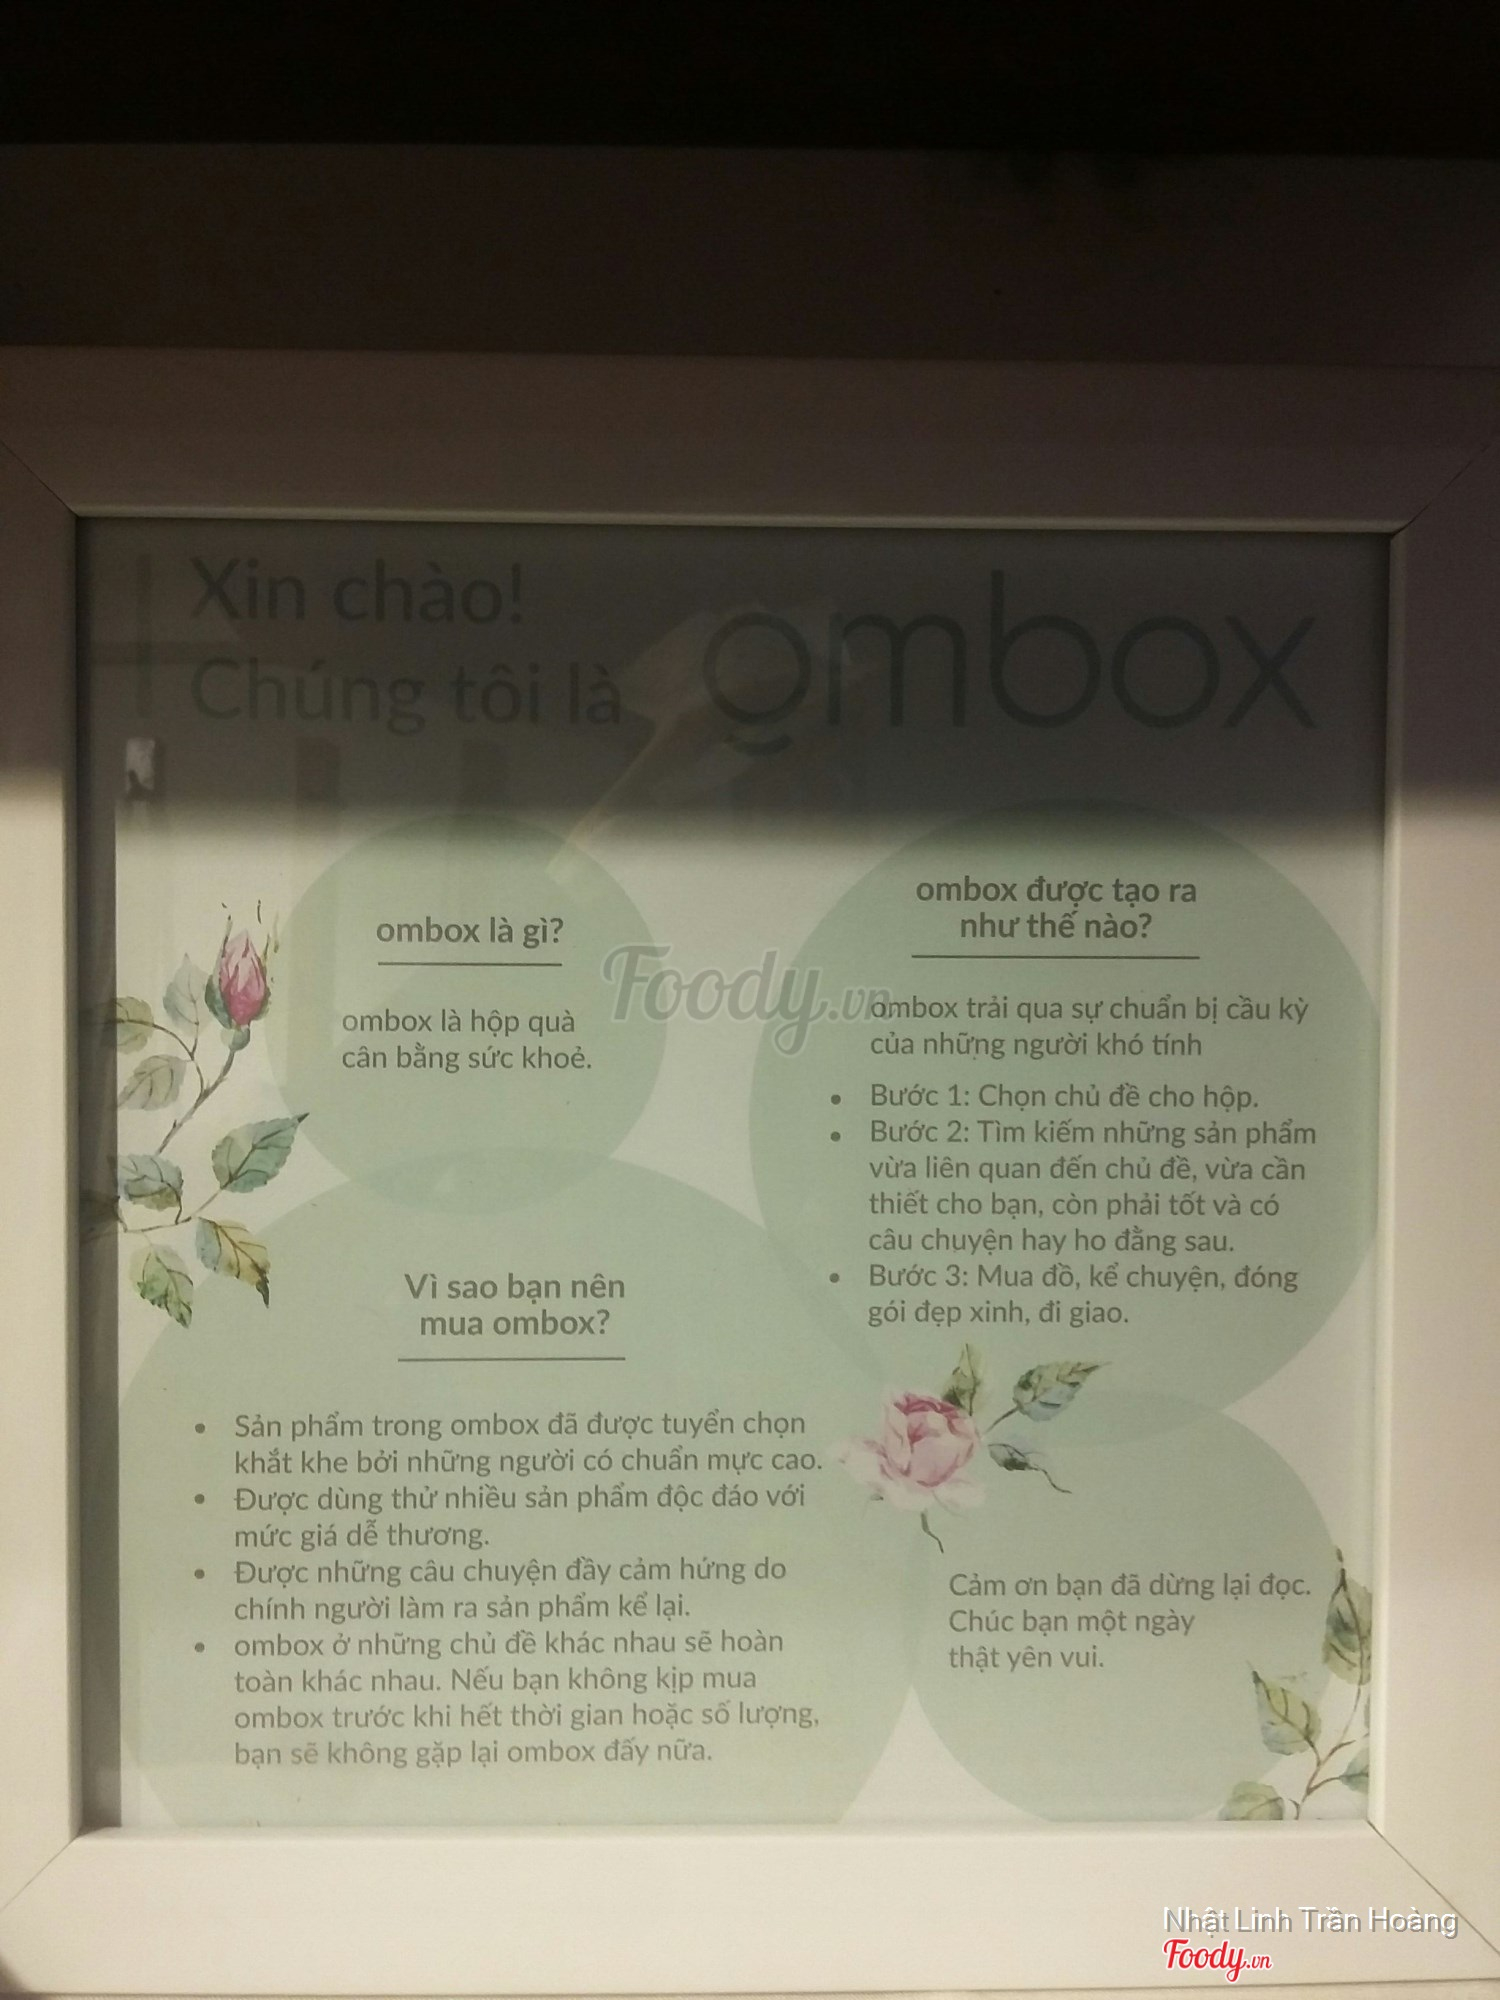 Xin chào!
Chúng tôi là
ombox
ombox là gì?
ombox là hộp quà
cân bằng sức khoẻ.
Vì sao bạn nên
mua ombox?
• Sản phẩm trong ombox đã được tuyển chọn
khắt khe bởi những người có chuẩn mực cao.
• Được dùng thử nhiều sản phẩm độc đáo với
mức giá dễ thương.
• Được những câu chuyện đầy cảm hứng do
chính người làm ra sản phẩm kể lại.
• ombox ở những chủ đề khác nhau sẽ hoàn
toàn khác nhau. Nếu bạn không kịp mua
ombox trước khi hết thời gian hoặc số lượng,
bạn sẽ không gặp lại ombox đấy nữa.
ombox được tạo ra
như thế nào?
ombox trải qua sự chuẩn bị cầu kỳ
của những người khó tính
• Bước 1: Chọn chủ đề cho hộp.
• Bước 2: Tìm kiếm những sản phẩm
vừa liên quan đến chủ đề, vừa cần
thiết cho bạn, còn phải tốt và có
câu chuyện hay ho đằng sau.
• Bước 3: Mua đồ, kể chuyện, đóng
gói đẹp xinh, đi giao.
Cảm ơn bạn đã dừng lại đọc.
Chúc bạn một ngày
thật yên vui.
Foody.vn
Nhật Linh Trần Hoàng
Foody.vn